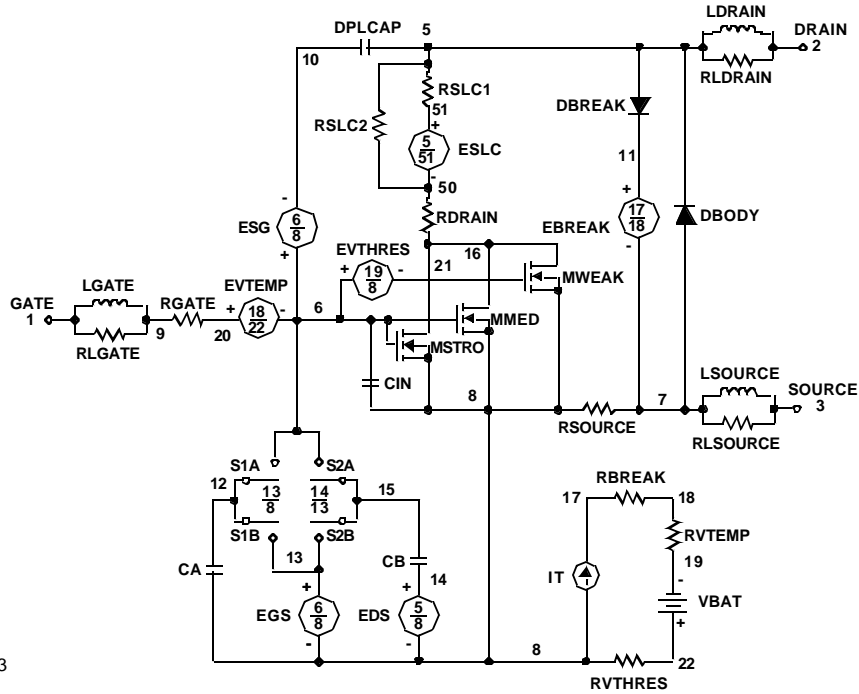 LDRAIN
DPLCAP 5 DRAIN
10 2
RLDRAIN
RSLC1
51 DBREAK
RSLC2 +
5
51
ESLC
11
- 50
- +
17
18
6
8
ESG RDRAIN EBREAK DBODY
+ -
EVTHRES 16
+ 19
8
- 21 MWEAK
LGATE EVTEMP
GATE RGATE + 18
22
- 6
1 9 20 MMED
RLGATE MSTRO
LSOURCE
CIN 8 7 SOURCE
3
RSOURCE
RLSOURCE
S1A S2A
12 13
8
14
13
15 RBREAK
17 18
S1B S2B
RVTEMP
13 CB 19
CA IT -
14
+ + VBAT
6
8
5
8
EGS EDS +
- - 8 22
RVTHRES
3